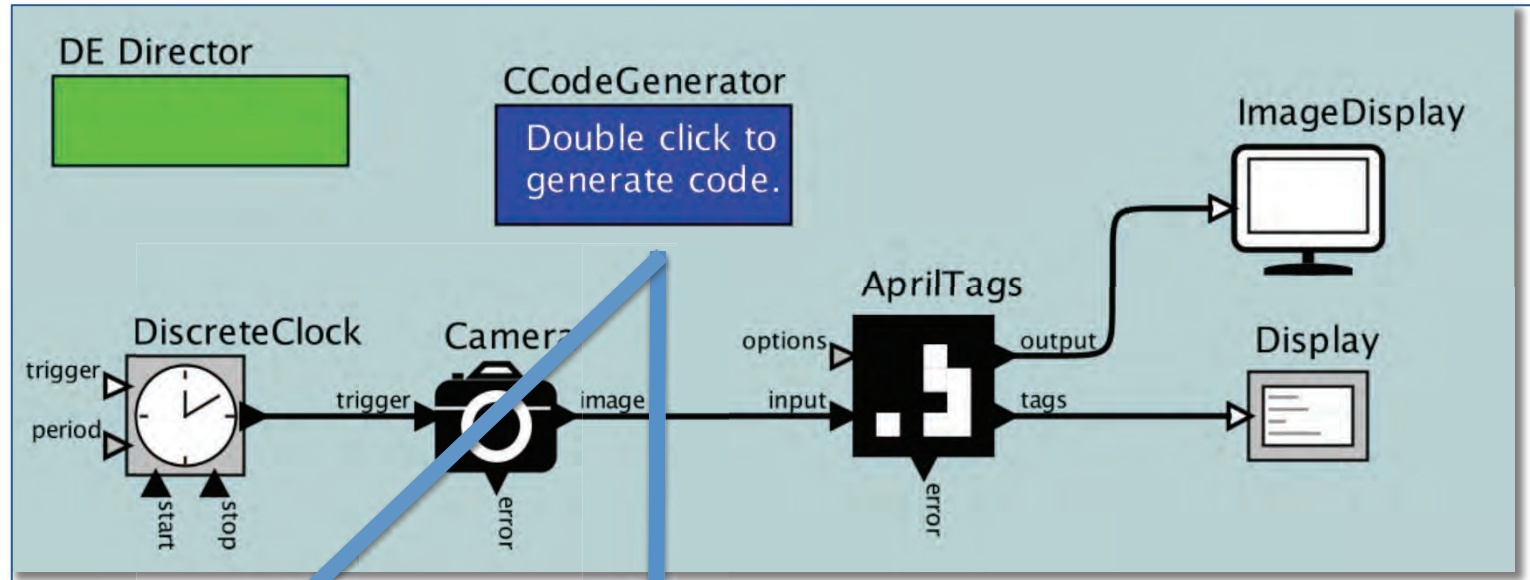 DE Director
CCodeGenerator
Double click to
generate code.
ImageDisplay
AprilTags
DiscreteClock
Camera
options
output
Display
trigger
trigger
image
input
tags
period
start
stop
error
error